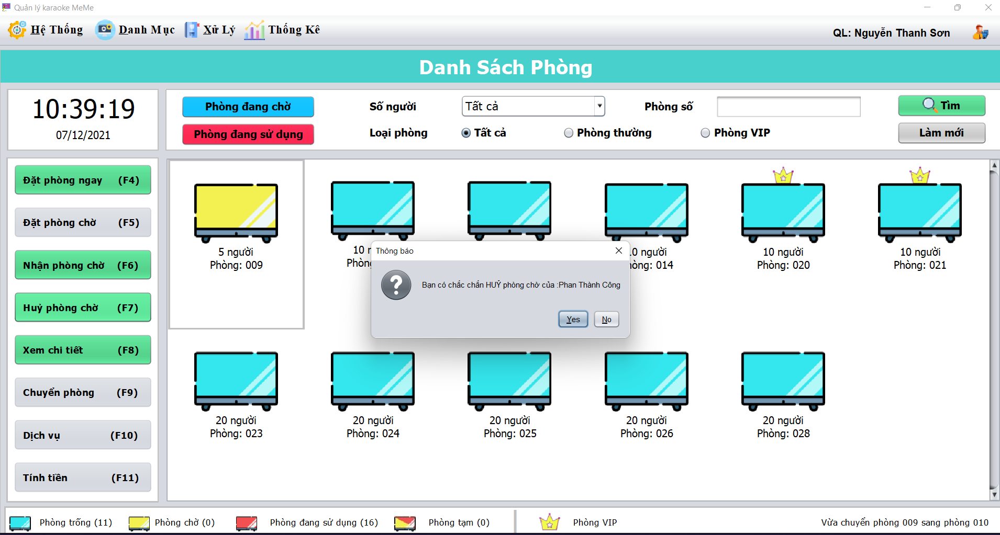 Quản lý karaoke MeMe
Hệ Thống Danh Mục Xử Lý Thống Kê
QL: Nguyễn Thanh Sơn
Danh Sách Phòng
10:39:19
07/12/2021
Phòng đang chờ
Phòng đang sử dụng
Số người
Tất cả
Phòng số
Tìm
Loại phòng
Tất cả
Phòng thường
Phòng VIP
Làm mới
Đặt phòng ngay (F4)
Đặt phòng chờ (F5)
Nhận phòng chờ (F6)
Huỷ phòng chờ (F7)
Xem chi tiết (F8)
Chuyển phòng (F9)
Dịch vụ (F10)
Tính tiền (F11)
5 người
Phòng: 009
10
Phòng
10 người
014
10 người
Phòng: 020
10 người
Phòng: 021
Thông báo
Bạn có chắc chắn HUỶ phòng chờ của :Phan Thành Công
Yes
No
20 người
Phòng: 023
20 người
Phòng: 024
20 người
Phòng: 025
20 người
Phòng: 026
20 người
Phòng: 028
Phòng trống (11)
Phòng chờ (0)
Phòng đang sử dụng (16)
Phòng tạm (0)
Phòng VIP
Vừa chuyển phòng 009 sang phòng 010